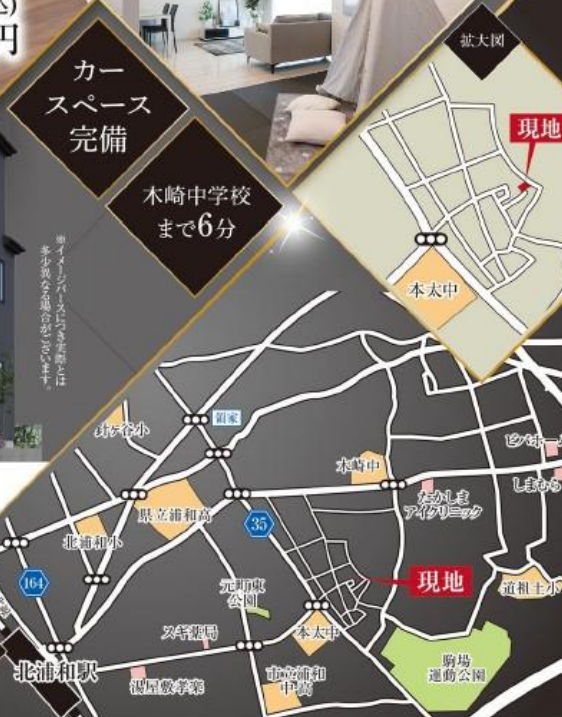 円
カー
スペース
完備
木崎中学校
まで6分
※イメージパースにつき実際とは
多少異なる場合がございます。
拡大図
現地
本太中
針ヶ谷小
領家
木崎中
たかしま
アイクリニック
しまむら
県立浦和高
35
北浦和小
164
元町東
公園
現地
道祖土小
スギ薬局
本太中
北浦和駅
湯屋敷孝楽
市立浦和
中高
駒場
運動公園